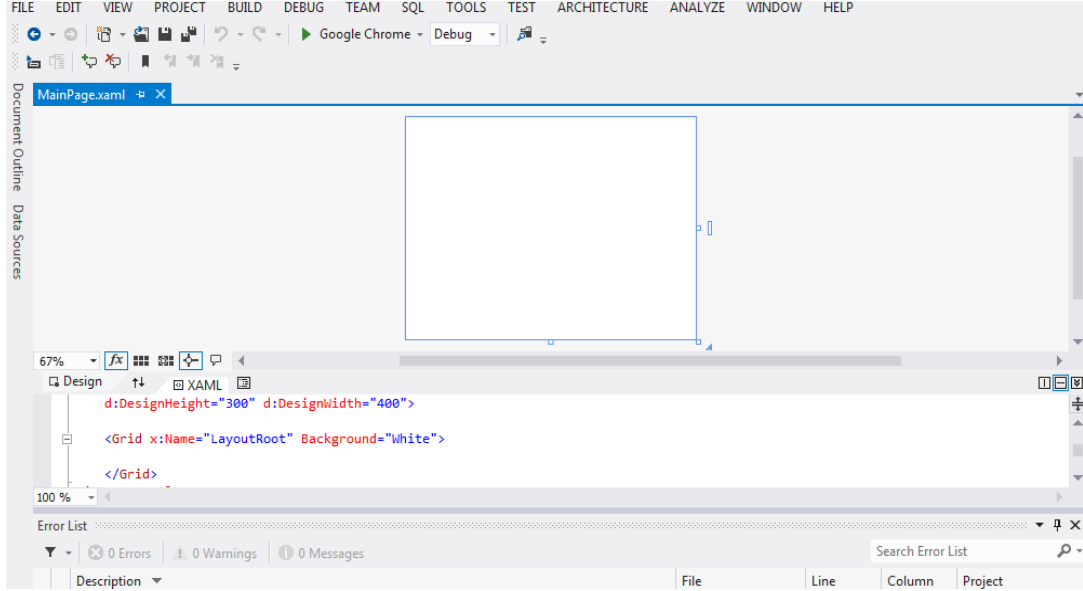 FILE EDIT VIEW PROJECT BUILD DEBUG TEAM SQL TOOLS TEST ARCHITECTURE ANALYZE WINDOW HELP
Google Chrome Debug
Document Outline
Data Sources
MainPage.xaml
67% fx
Design XAML
d:DesignHeight="300" d:DesignWidth="400">
<Grid x:Name="LayoutRoot" Background="White">
</Grid>
100 %
Error List
0 Errors 0 Warnings 0 Messages Search Error List
Description File Line Column Project